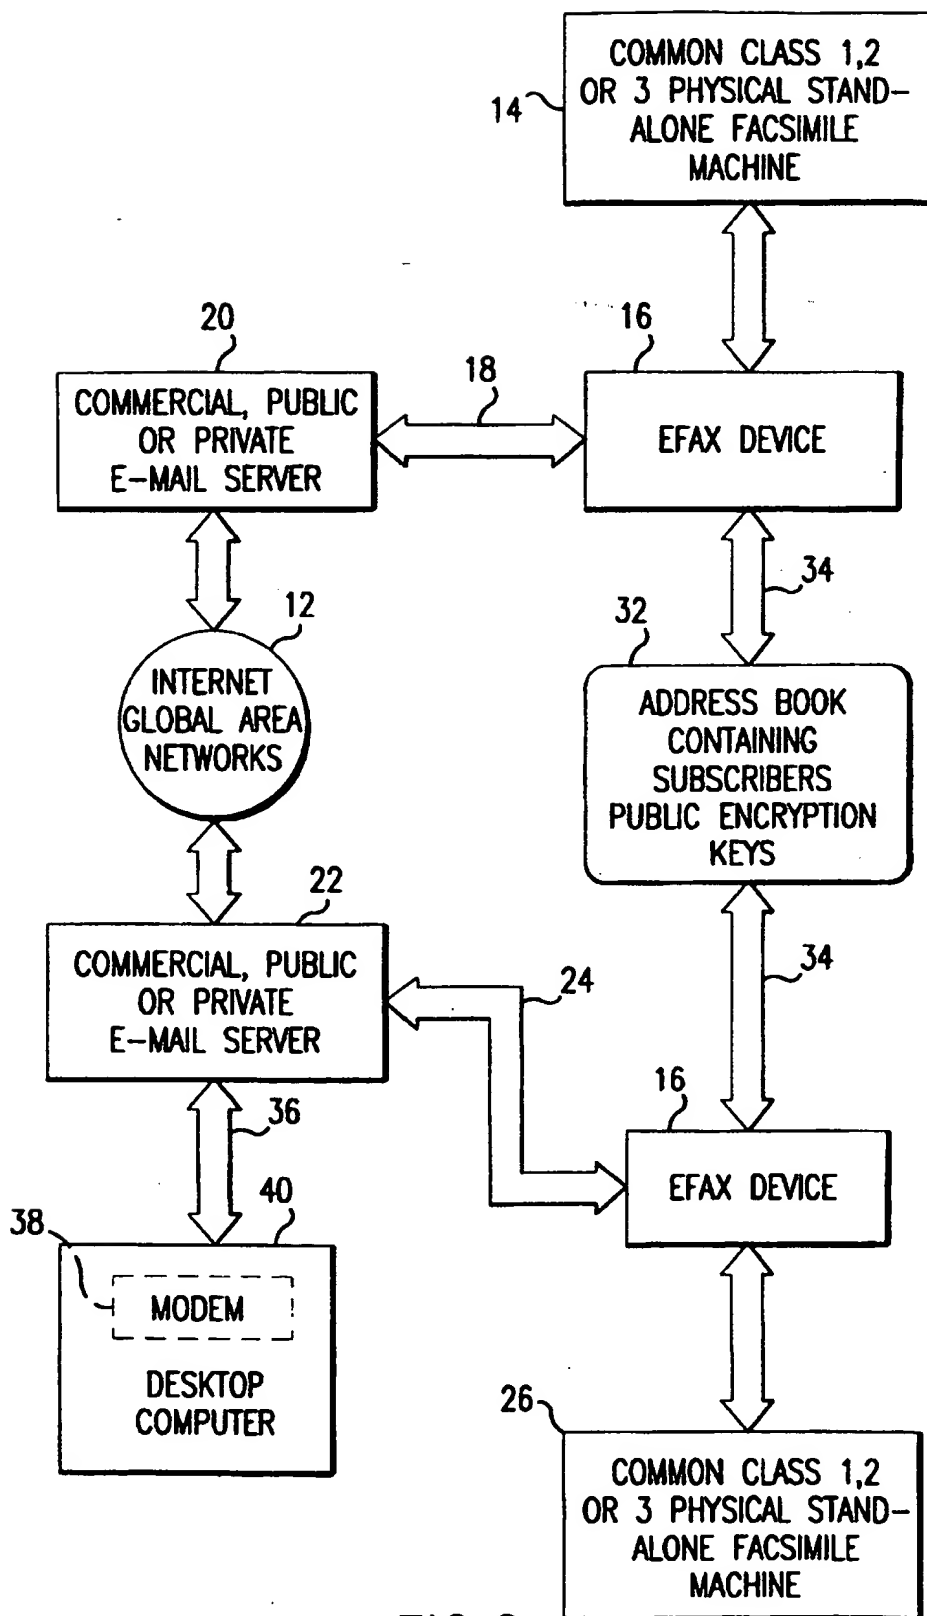 COMMON CLASS 1,2
OR 3 PHYSICAL STAND–
ALONE FACSIMILE
MACHINE
14
20
COMMERCIAL, PUBLIC
OR PRIVATE
E–MAIL SERVER
18
16
EFAX DEVICE
34
12
INTERNET
GLOBAL AREA
NETWORKS
32
ADDRESS BOOK
CONTAINING
SUBSCRIBERS
PUBLIC ENCRYPTION
KEYS
22
COMMERCIAL, PUBLIC
OR PRIVATE
E–MAIL SERVER
24
34
36
16
EFAX DEVICE
38
40
MODEM
DESKTOP
COMPUTER
26
COMMON CLASS 1,2
OR 3 PHYSICAL STAND–
ALONE FACSIMILE
MACHINE